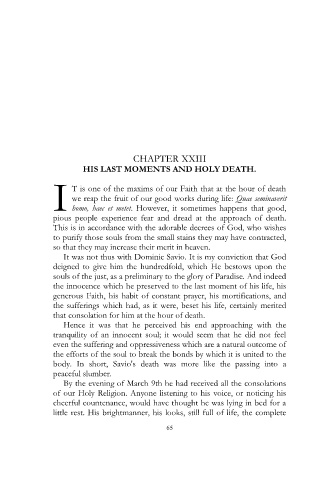 CHAPTER XXIII
HIS LAST MOMENTS AND HOLY DEATH.
IT is one of the maxims of our Faith that at the hour of death
we reap the fruit of our good works during life: Quae seminaverit
homo, haec et metet. However, it sometimes happens that good,
pious people experience fear and dread at the approach of death.
This is in accordance with the adorable decrees of God, who wishes
to purify those souls from the small stains they may have contracted,
so that they may increase their merit in heaven.
It was not thus with Dominic Savio. It is my conviction that God
deigned to give him the hundredfold, which He bestows upon the
souls of the just, as a preliminary to the glory of Paradise. And indeed
the innocence which he preserved to the last moment of his life, his
generous Faith, his habit of constant prayer, his mortifications, and
the sufferings which had, as it were, beset his life, certainly merited
that consolation for him at the hour of death.
Hence it was that he perceived his end approaching with the
tranquility of an innocent soul; it would seem that he did not feel
even the suffering and oppressiveness which are a natural outcome of
the efforts of the soul to break the bonds by which it is united to the
body. In short, Savio's death was more like the passing into a
peaceful slumber.
By the evening of March 9th he had received all the consolations
of our Holy Religion. Anyone listening to his voice, or noticing his
cheerful countenance, would have thought he was lying in bed for a
little rest. His brightmanner, his looks, still full of life, the complete
65